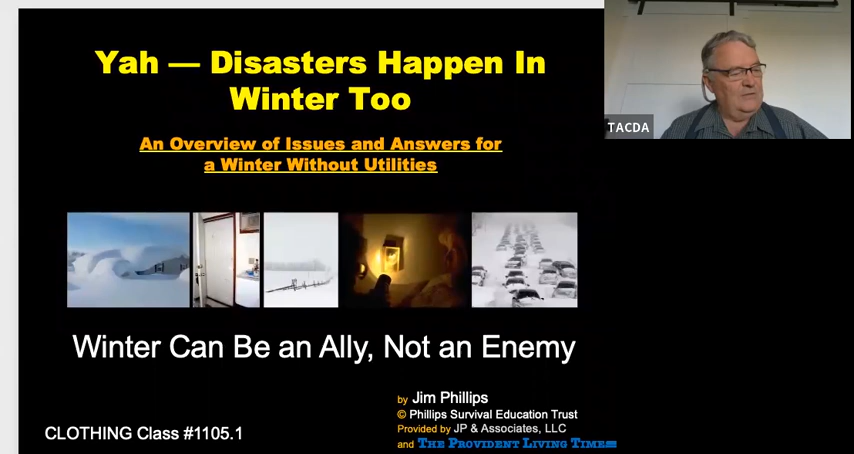 Yah — Disasters Happen In
Winter Too
An Overview of Issues and Answers for
a Winter Without Utilities
TACDA
Winter Can Be an Ally, Not an Enemy
by Jim Phillips
© Phillips Survival Education Trust
Provided by JP & Associates, LLC
and The Provident Living Times
CLOTHING Class #1105.1